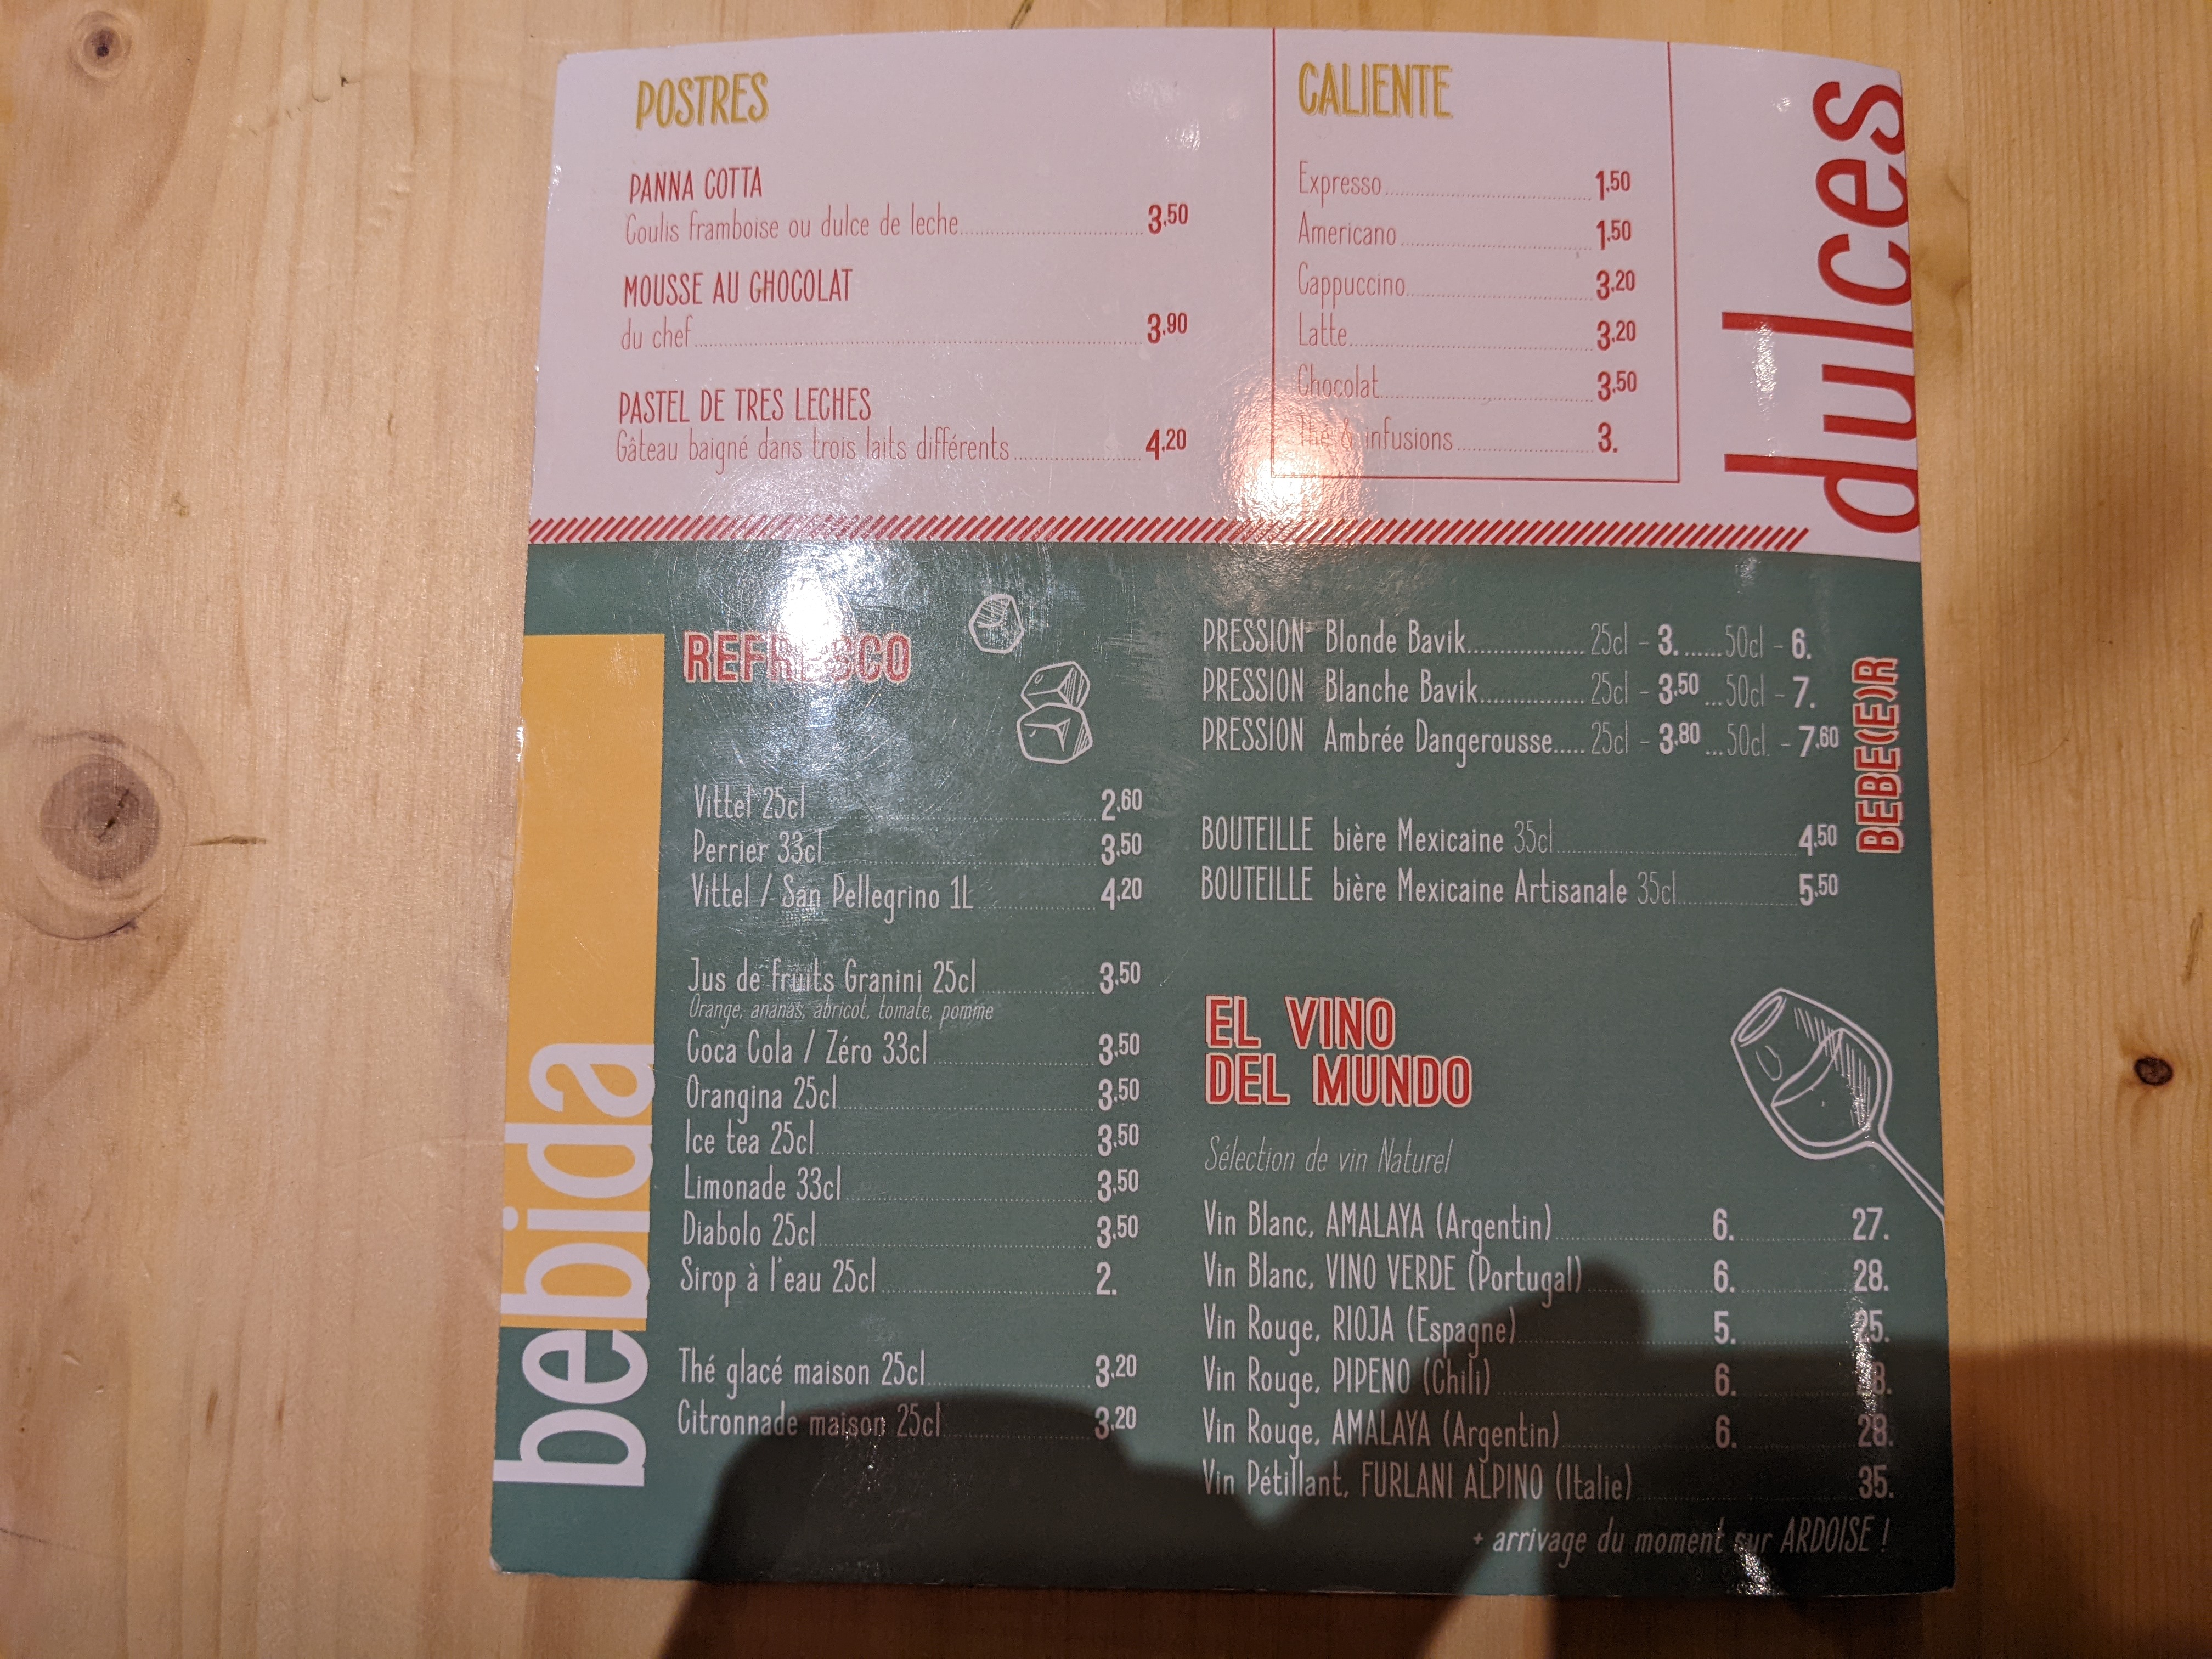 POSTRES
PANNA COTTA
Coulis framboise ou dulce de leche 3.50
MOUSSE AU CHOCOLAT
du chef 3.90
PASTEL DE TRES LECHES
Gâteau baigné dans trois laits différents 4.20
CALIENTE
Expresso 1.50
Americano 1.50
Cappuccino 3.20
Latte 3.20
Chocolat 3.50
Thé & infusions 3.
dulces
bebida
REFRESCO
Vittel 25cl 2.60
Perrier 33cl 3.50
Vittel / San Pellegrino 1L 4.20
Jus de fruits Granini 25cl 3.50
Orange, ananas, abricot, tomate, pomme
Coca Cola / Zéro 33cl 3.50
Orangina 25cl 3.50
Ice tea 25cl 3.50
Limonade 33cl 3.50
Diabolo 25cl 3.50
Sirop à l'eau 25cl 2.
Thé glacé maison 25cl 3.20
Citronnade maison 25cl 3.20
BEBE(E)R
PRESSION Blonde Bavik 25cl - 3. 50cl - 6.
PRESSION Blanche Bavik 25cl - 3.50 50cl - 7.
PRESSION Ambrée Dangerousse 25cl - 3.80 50cl. - 7.60
BOUTEILLE bière Mexicaine 35cl 4.50
BOUTEILLE bière Mexicaine Artisanale 35cl 5.50
EL VINO
DEL MUNDO
Sélection de vin Naturel
Vin Blanc, AMALAYA (Argentin) 6. 27.
Vin Blanc, VINO VERDE (Portugal) 6. 28.
Vin Rouge, RIOJA (Espagne) 5. 25.
Vin Rouge, PIPENO (Chili) 6.
Vin Rouge, AMALAYA (Argentin) 6. 28.
Vin Pétillant, FURLANI ALPINO (Italie) 35.
+ arrivage du moment sur ARDOISE !